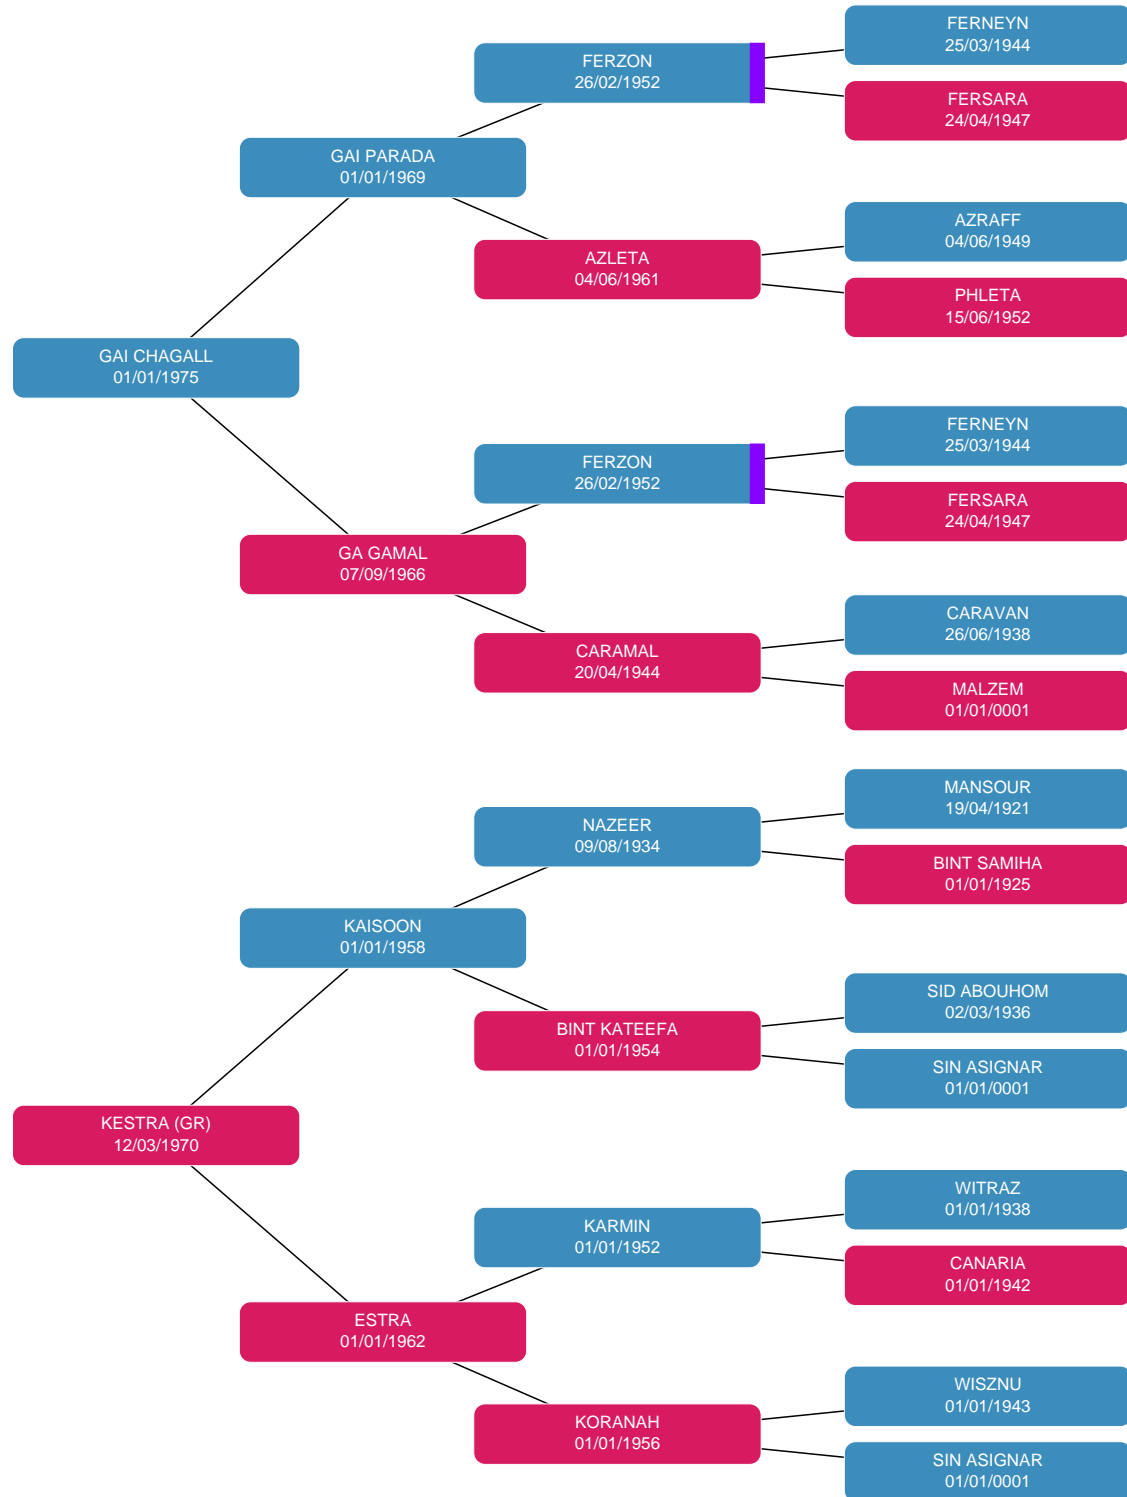 FERNEYN
25/03/1944
FERZON
26/02/1952
FERSARA
24/04/1947
GAI PARADA
01/01/1969
AZRAFF
04/06/1949
AZLETA
04/06/1961
PHLETA
15/06/1952
GAI CHAGALL
01/01/1975
FERNEYN
25/03/1944
FERZON
26/02/1952
FERSARA
24/04/1947
GA GAMAL
07/09/1966
CARAVAN
26/06/1938
CARAMAL
20/04/1944
MALZEM
01/01/0001
MANSOUR
19/04/1921
NAZEER
09/08/1934
BINT SAMIHA
01/01/1925
KAISOON
01/01/1958
SID ABOUHOM
02/03/1936
BINT KATEEFA
01/01/1954
SIN ASIGNAR
01/01/0001
KESTRA (GR)
12/03/1970
WITRAZ
01/01/1938
KARMIN
01/01/1952
CANARIA
01/01/1942
ESTRA
01/01/1962
WISZNU
01/01/1943
KORANAH
01/01/1956
SIN ASIGNAR
01/01/0001